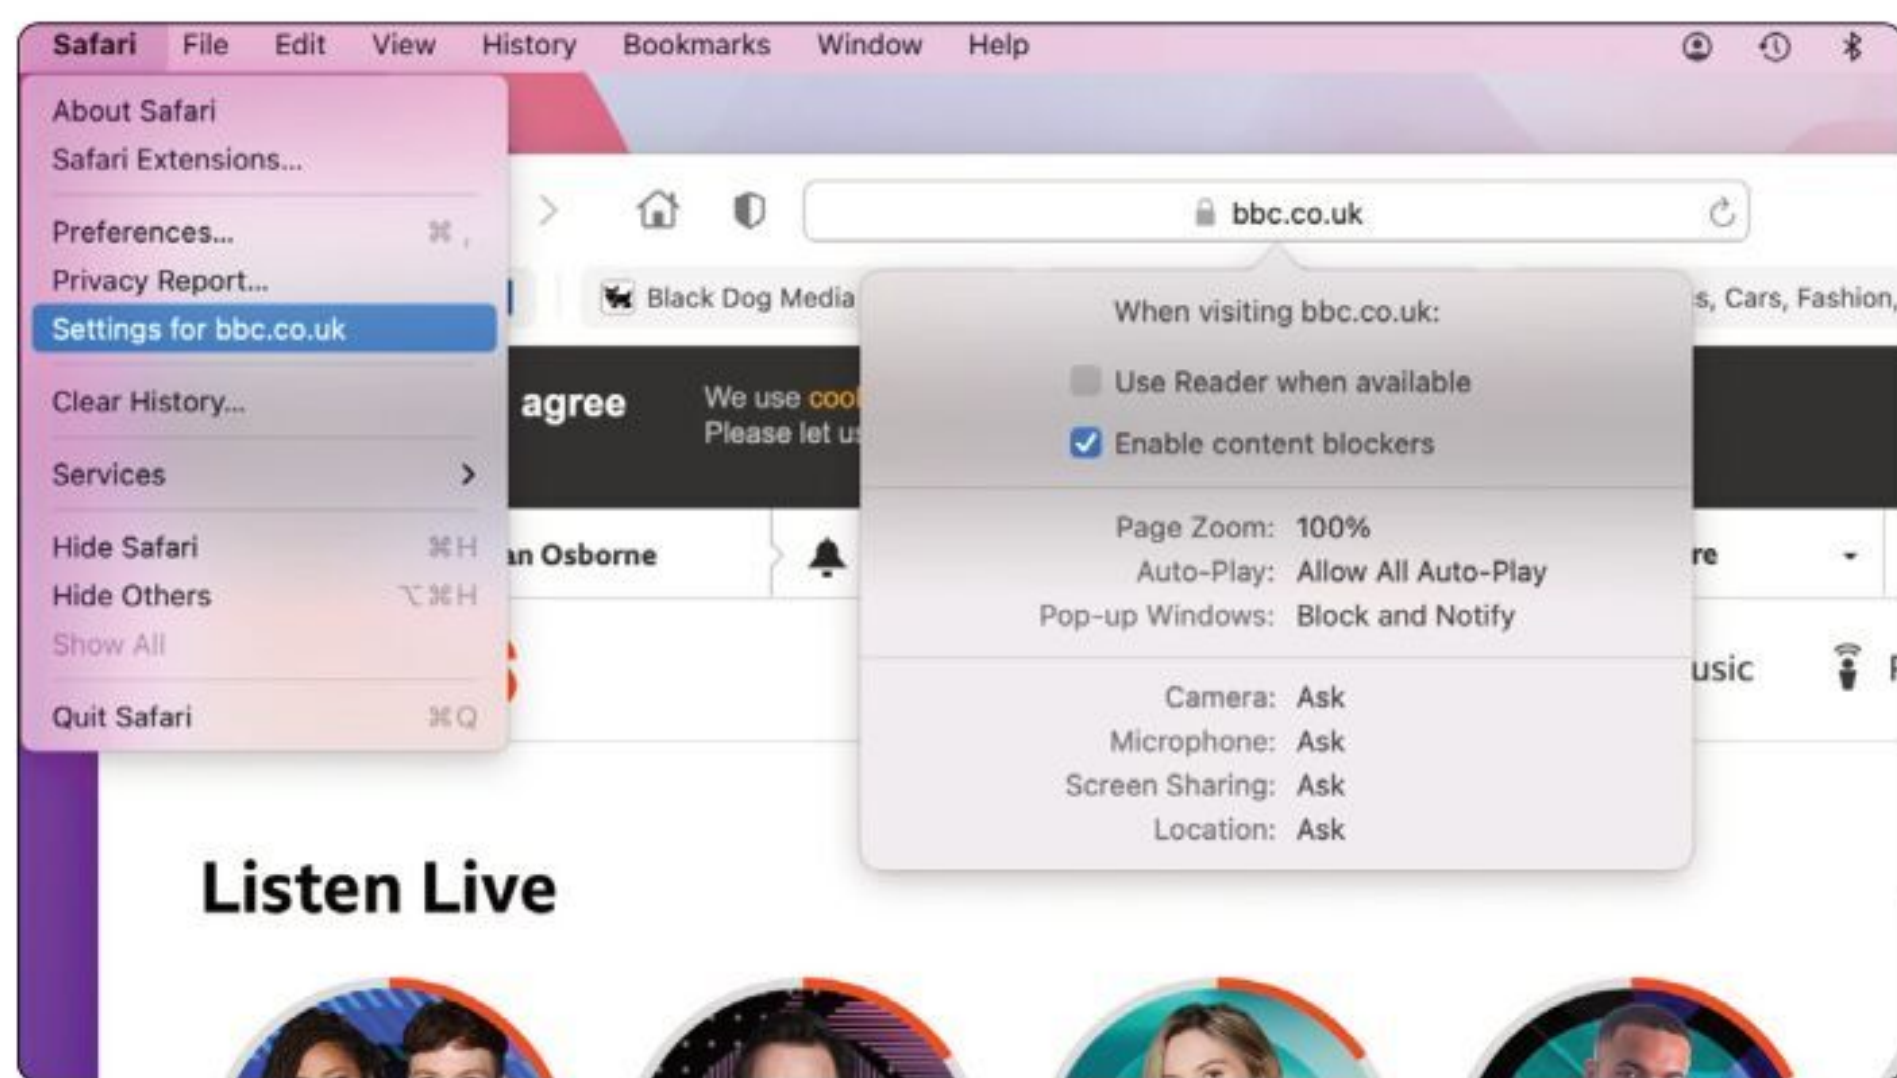 Safari File Edit View History Bookmarks Window Help
About Safari
Safari Extensions...
Preferences... ⌘ ,
Privacy Report...
Settings for bbc.co.uk
Clear History...
Services
Hide Safari ⌘H
Hide Others ⌥⌘H
Show All
Quit Safari ⌘Q
bbc.co.uk
Black Dog Media
s, Cars, Fashion,
When visiting bbc.co.uk:
Use Reader when available
Enable content blockers
Page Zoom: 100%
Auto-Play: Allow All Auto-Play
Pop-up Windows: Block and Notify
Camera: Ask
Microphone: Ask
Screen Sharing: Ask
Location: Ask
agree
We use
Please let us
an Osborne
re
usic
Listen Live